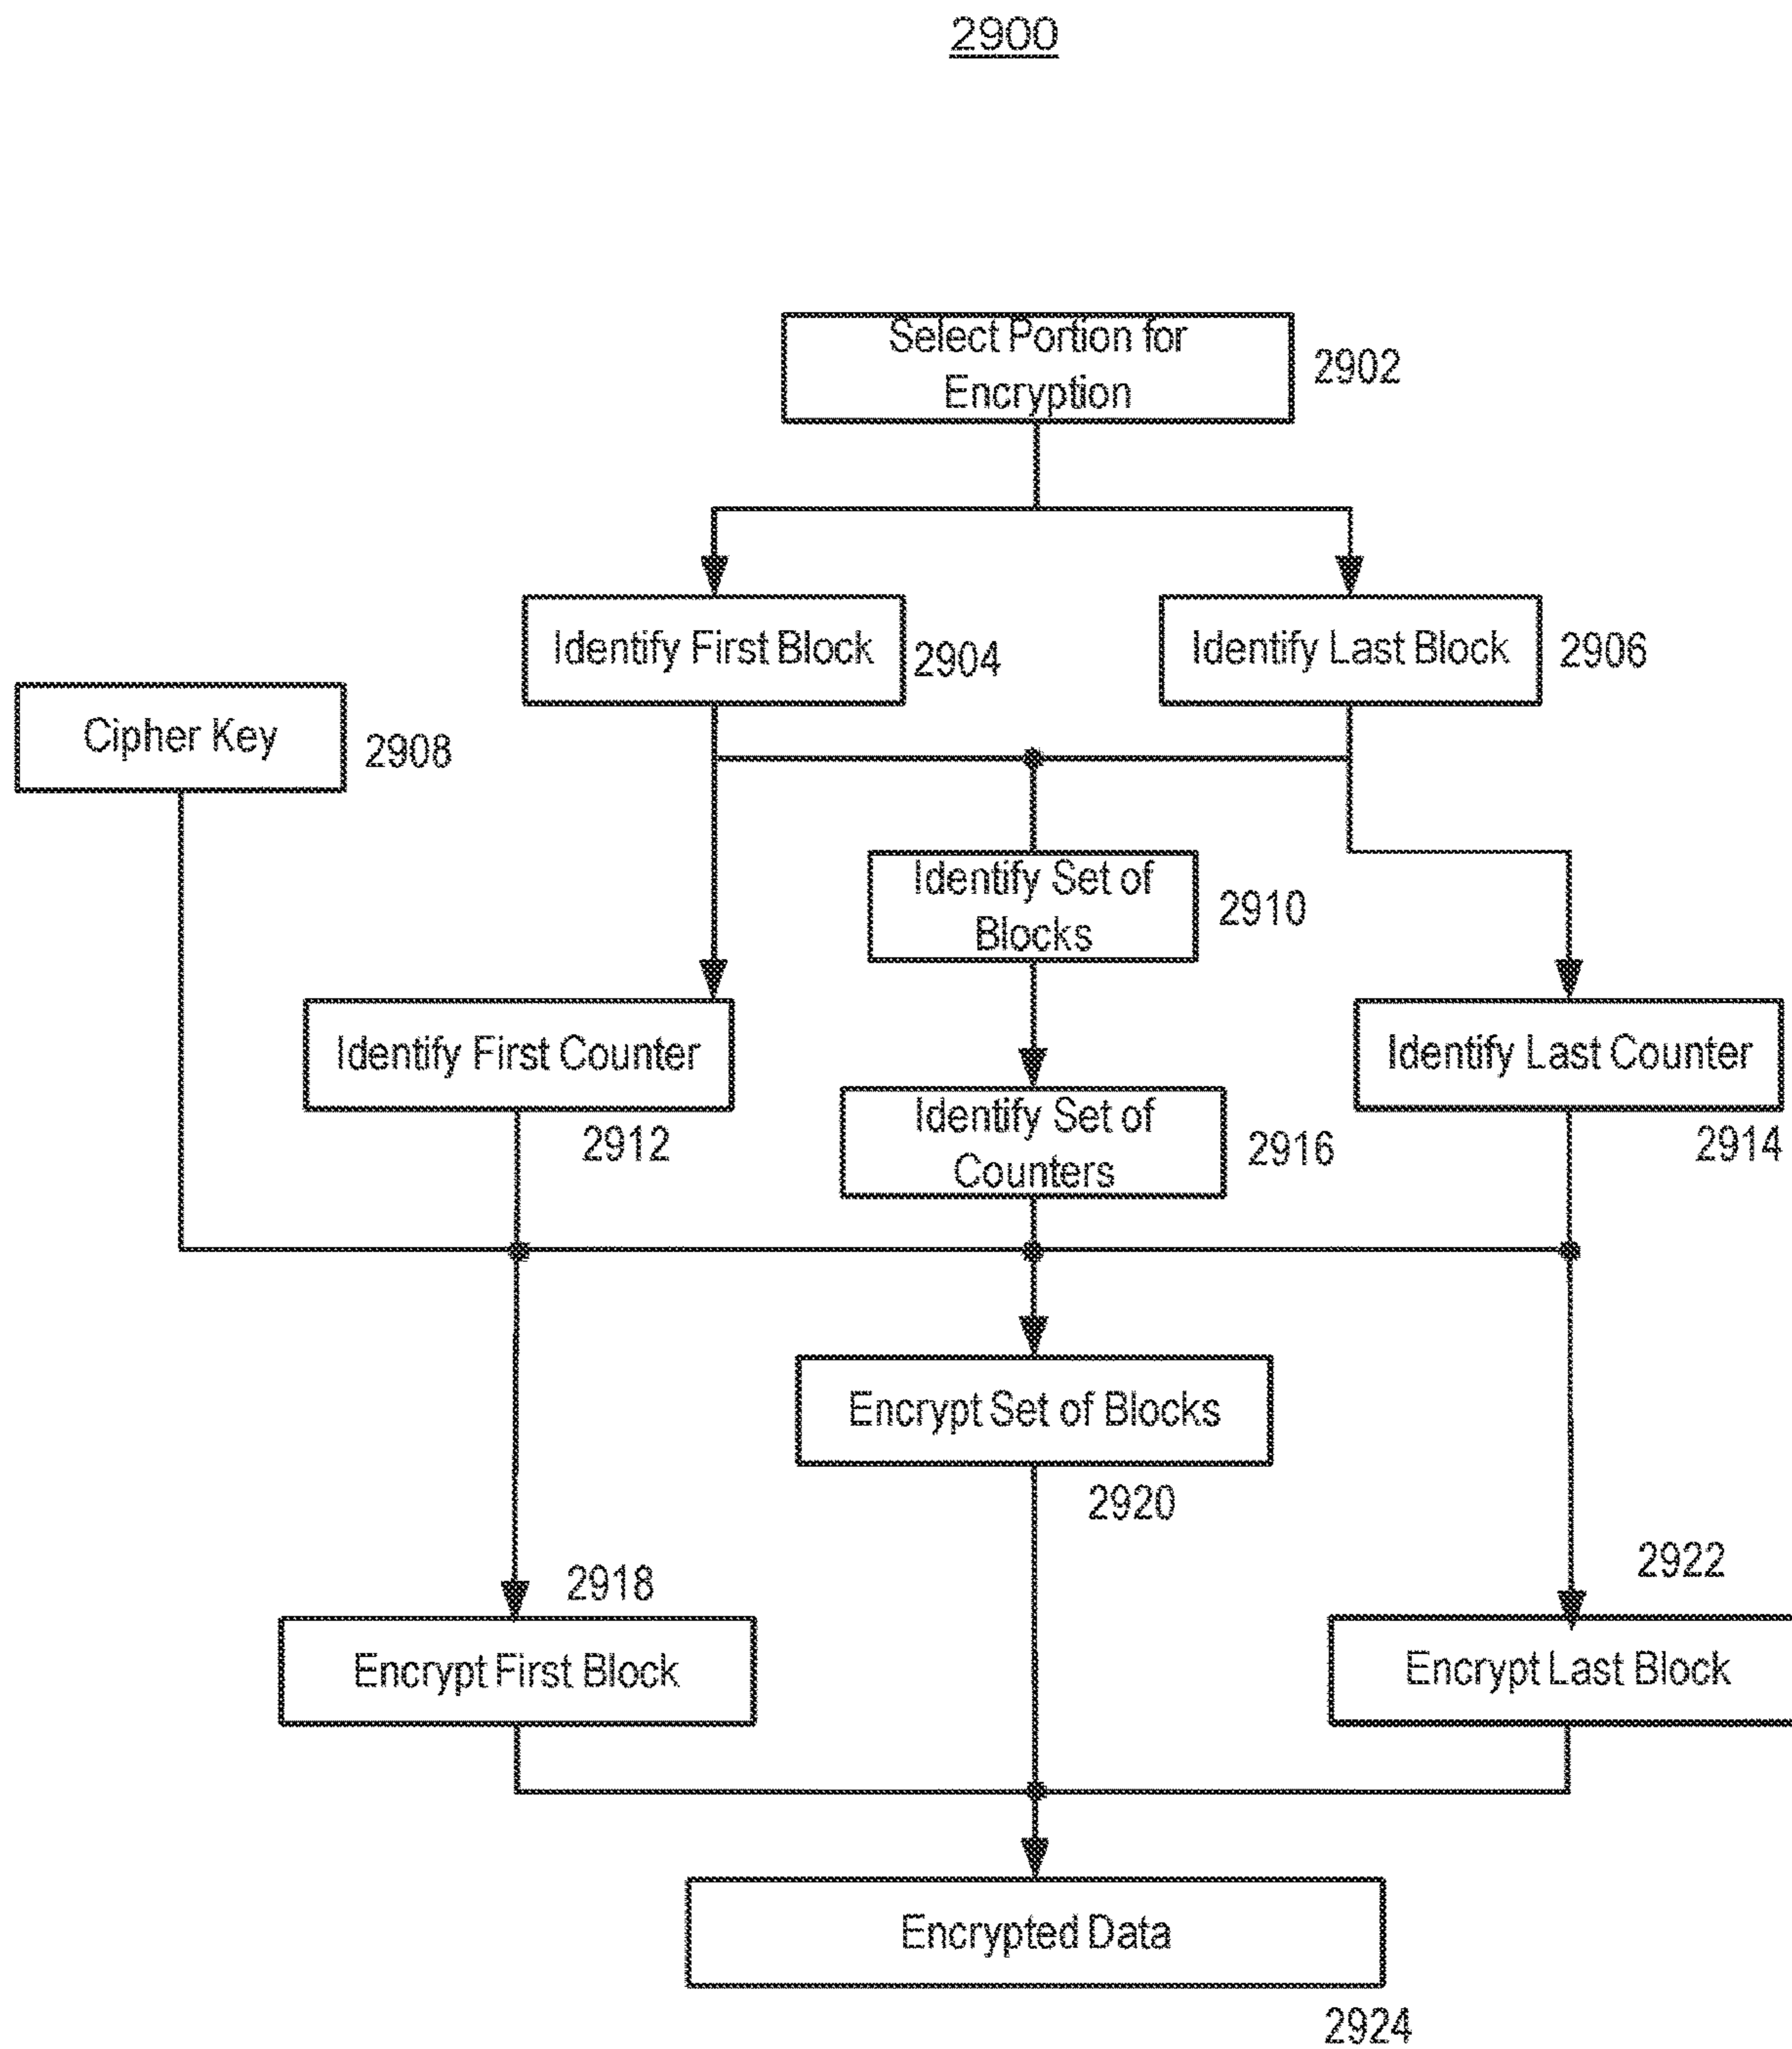 2900
Select Portion for
Encryption
2902
Identify First Block
2904
Identify Last Block
2906
Cipher Key
2908
Identify Set of
Blocks
2910
Identify First Counter
2912
Identify Set of
Counters
2916
Identify Last Counter
2914
Encrypt Set of Blocks
2920
2918
Encrypt First Block
2922
Encrypt Last Block
Encrypted Data
2924